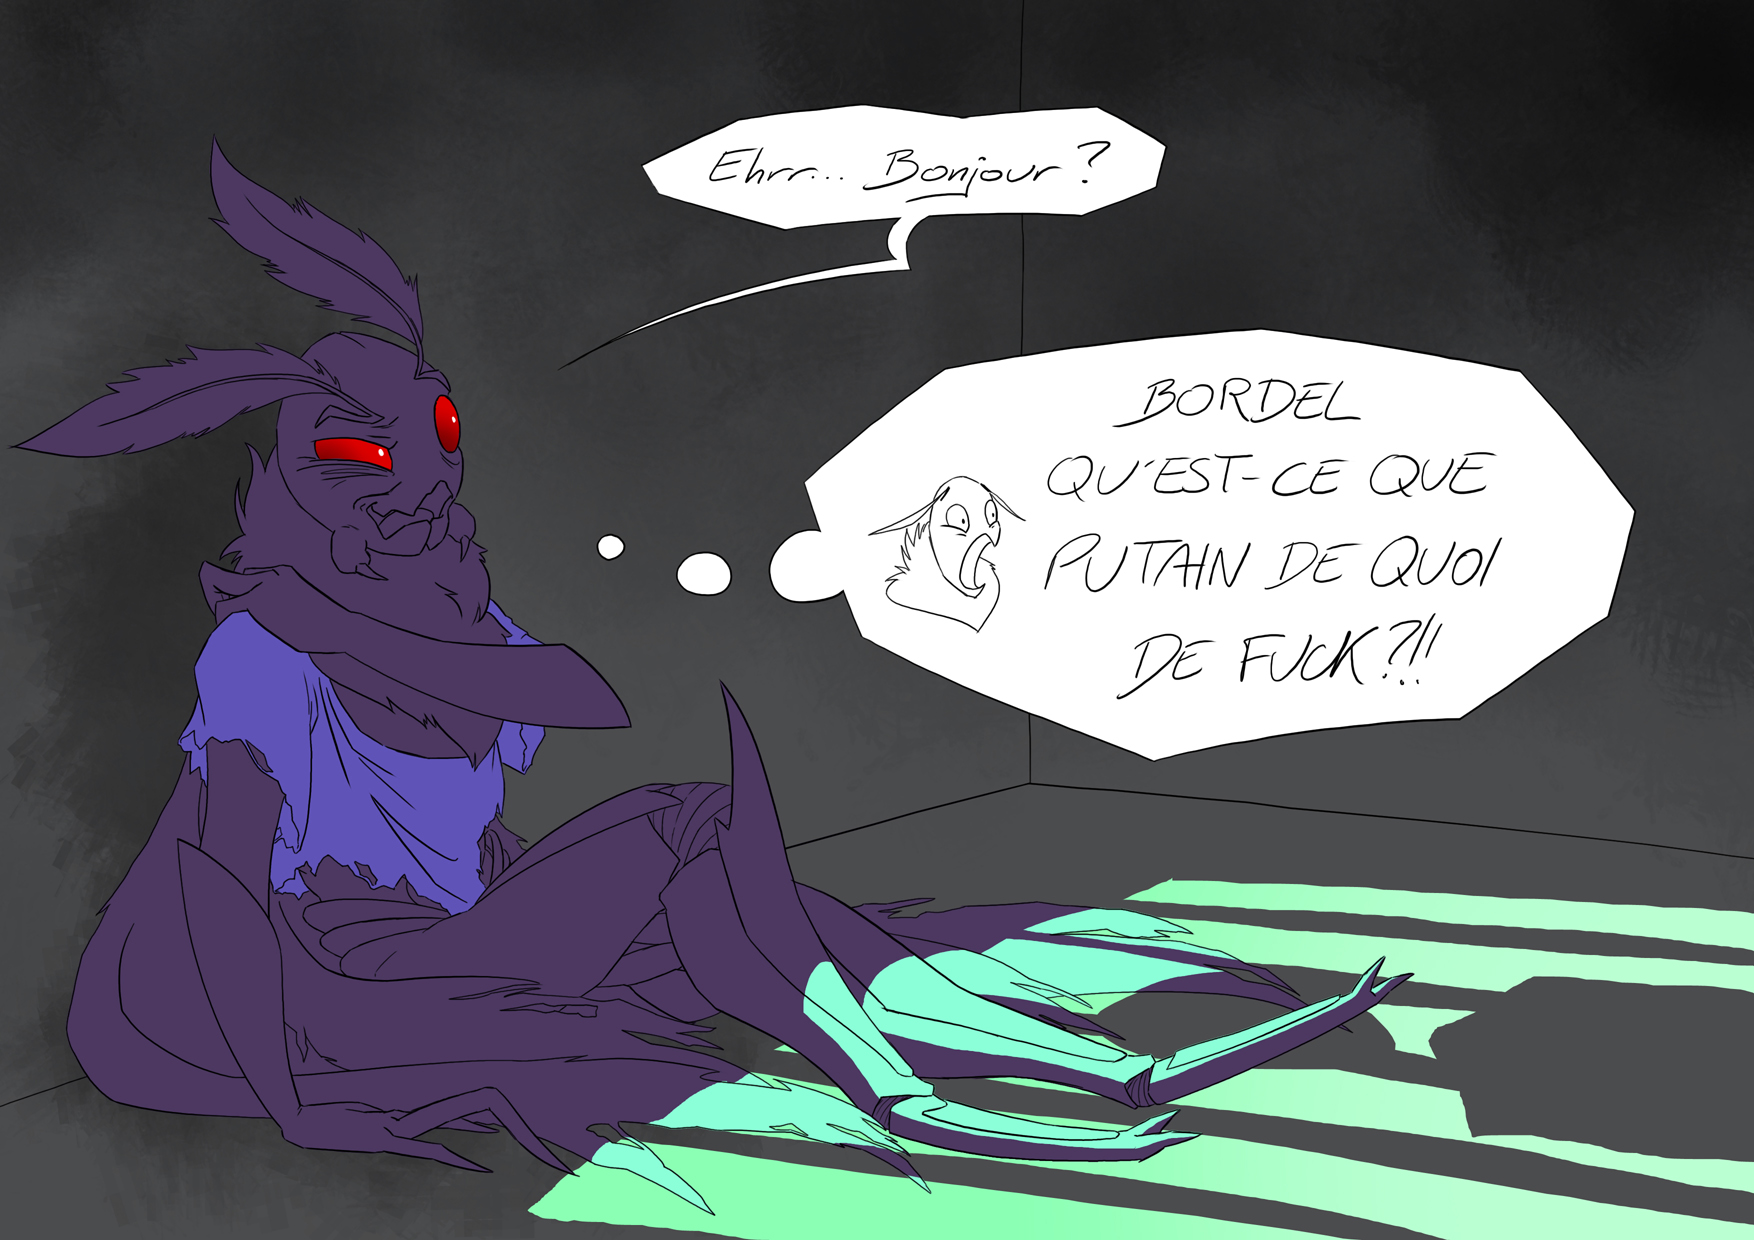 Ehrr... Bonjour?
BORDEL
QU'EST-CE QUE
PUTAIN DE QUOI
DE FUCK?!!